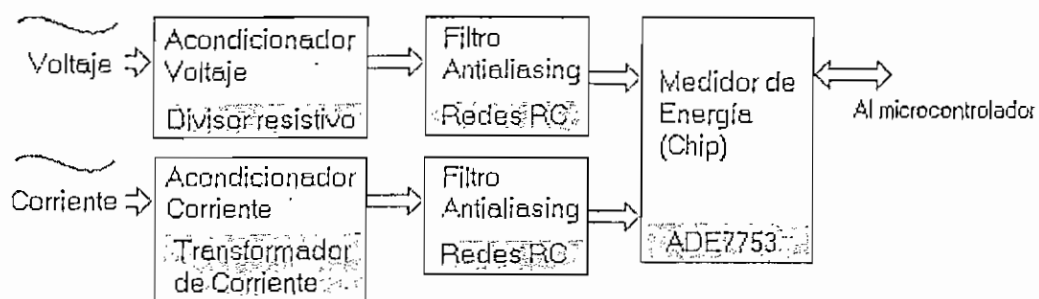 Voltaje
Acondicionador
Voltaje
Divisor resistivo
Filtro
Antialiasing
Redes RC
Medidor de
Energía
(Chip)
ADE7753
Al microcontrolador
Corriente
Acondicionador
Corriente
Transformador
de Corriente
Filtro
Antialiasing
Redes RC